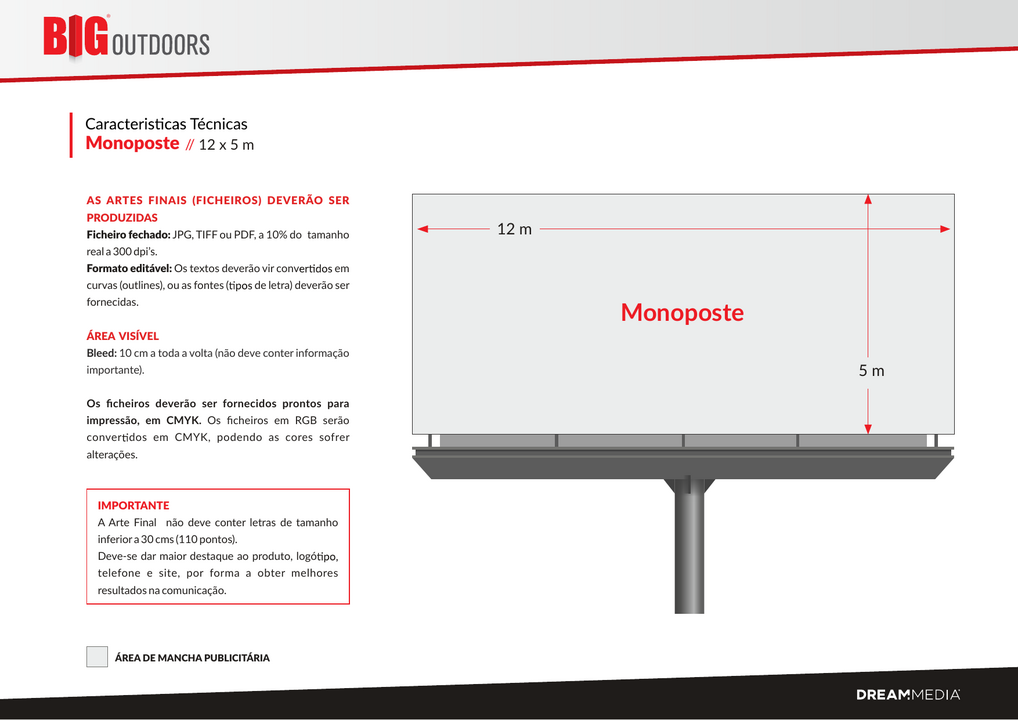 BIG® OUTDOORS
Caracteristicas Técnicas
Monoposte // 12 x 5 m
AS ARTES FINAIS (FICHEIROS) DEVERÃO SER
PRODUZIDAS
Ficheiro fechado: JPG, TIFF ou PDF, a 10% do tamanho
real a 300 dpi's.
Formato editável: Os textos deverão vir convertidos em
curvas (outlines), ou as fontes (tipos de letra) deverão ser
fornecidas.
ÁREA VISÍVEL
Bleed: 10 cm a toda a volta (não deve conter informação
importante).
Os ficheiros deverão ser fornecidos prontos para
impressão, em CMYK. Os ficheiros em RGB serão
convertidos em CMYK, podendo as cores sofrer
alterações.
IMPORTANTE
A Arte Final não deve conter letras de tamanho
inferior a 30 cms (110 pontos).
Deve-se dar maior destaque ao produto, logótipo,
telefone e site, por forma a obter melhores
resultados na comunicação.
ÁREA DE MANCHA PUBLICITÁRIA
12 m
Monoposte
5 m
DREAMMEDIA